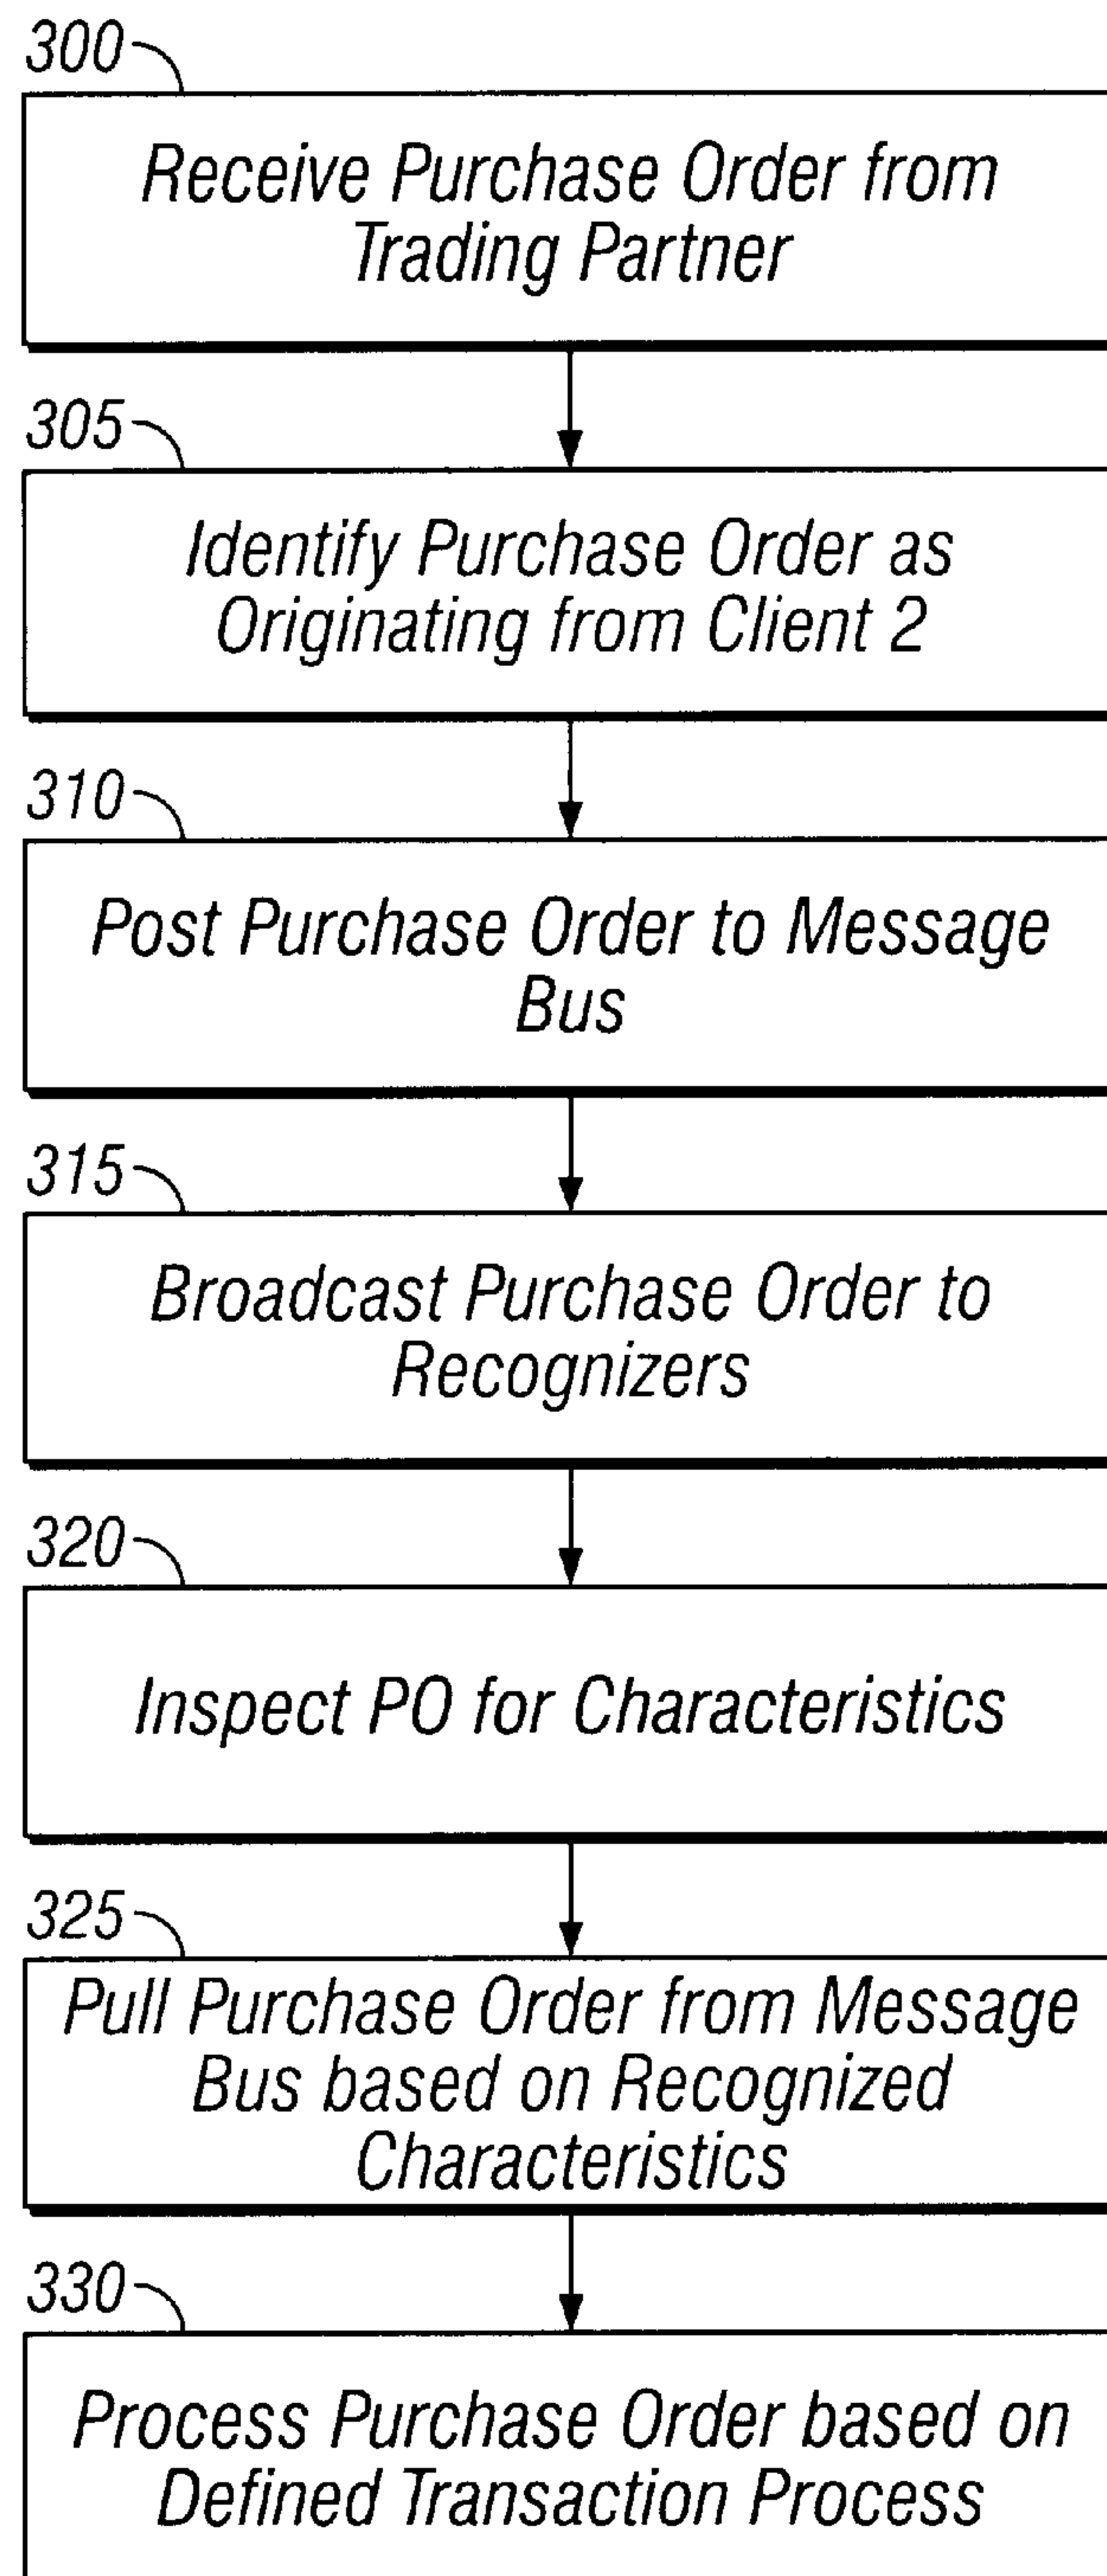 300
Receive Purchase Order from
Trading Partner
305
Identify Purchase Order as
Originating from Client 2
310
Post Purchase Order to Message
Bus
315
Broadcast Purchase Order to
Recognizers
320
Inspect PO for Characteristics
325
Pull Purchase Order from Message
Bus based on Recognized
Characteristics
330
Process Purchase Order based on
Defined Transaction Process